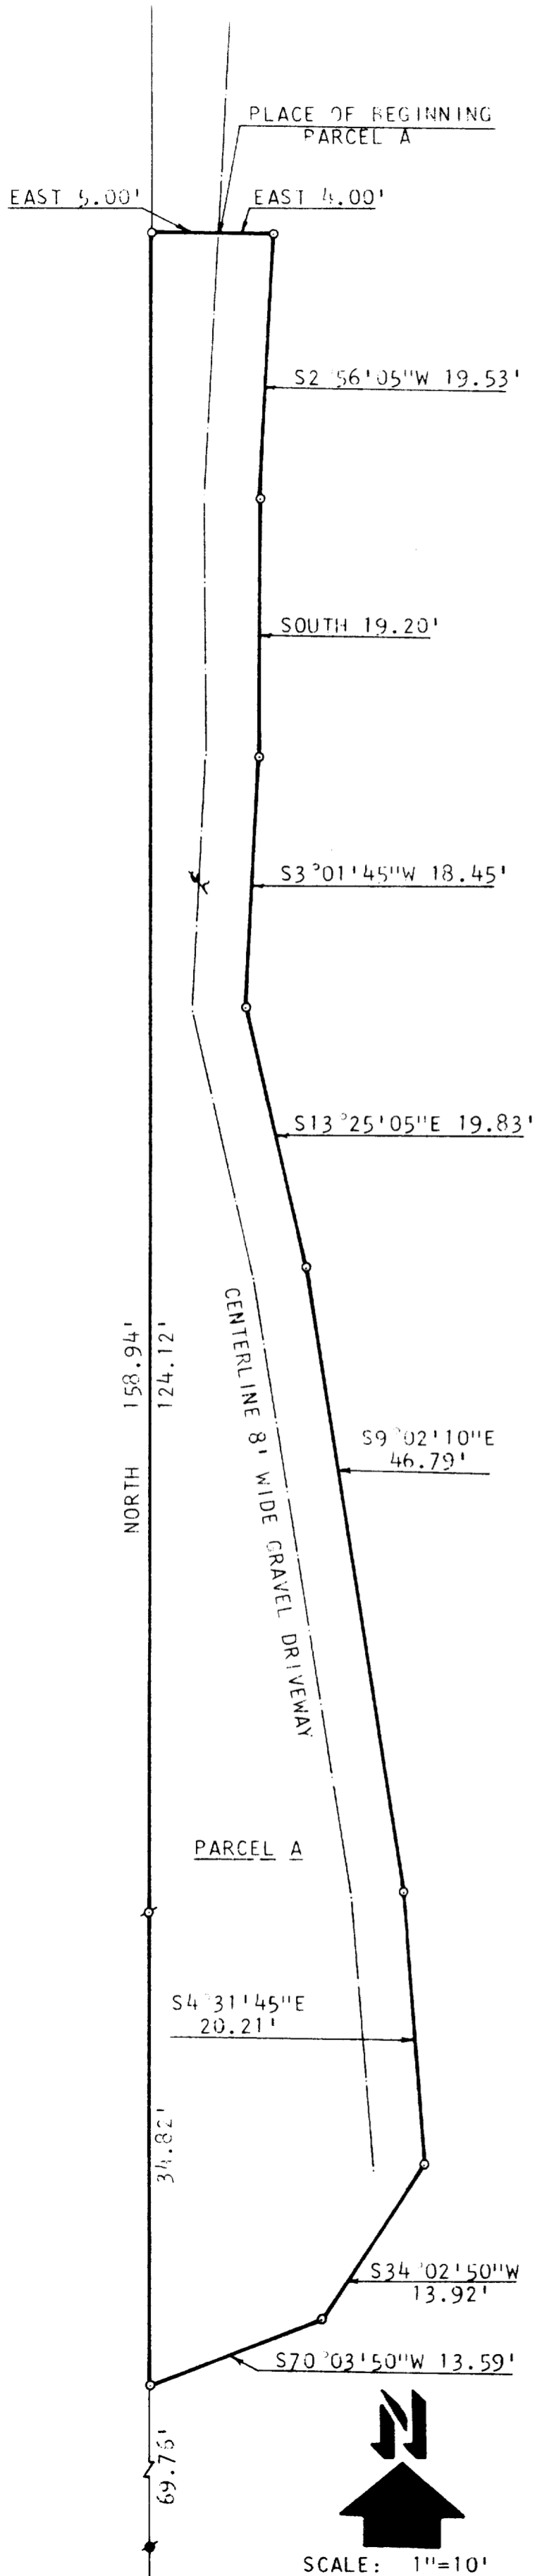 PLACE OF BEGINNING
PARCEL A
EAST 5.00'
EAST 4.00'
S2°56'05"W 19.53'
SOUTH 19.20'
S3°01'45"W 18.45'
S13°25'05"E 19.83'
CENTERLINE 8' WIDE GRAVEL DRIVEWAY
NORTH 158.94'
124.12'
S9°02'10"E
46.79'
PARCEL A
S4°31'45"E
20.21'
34.82'
S34°02'50"W
13.92'
S70°03'50"W 13.59'
69.76'
N
SCALE: 1"=10'